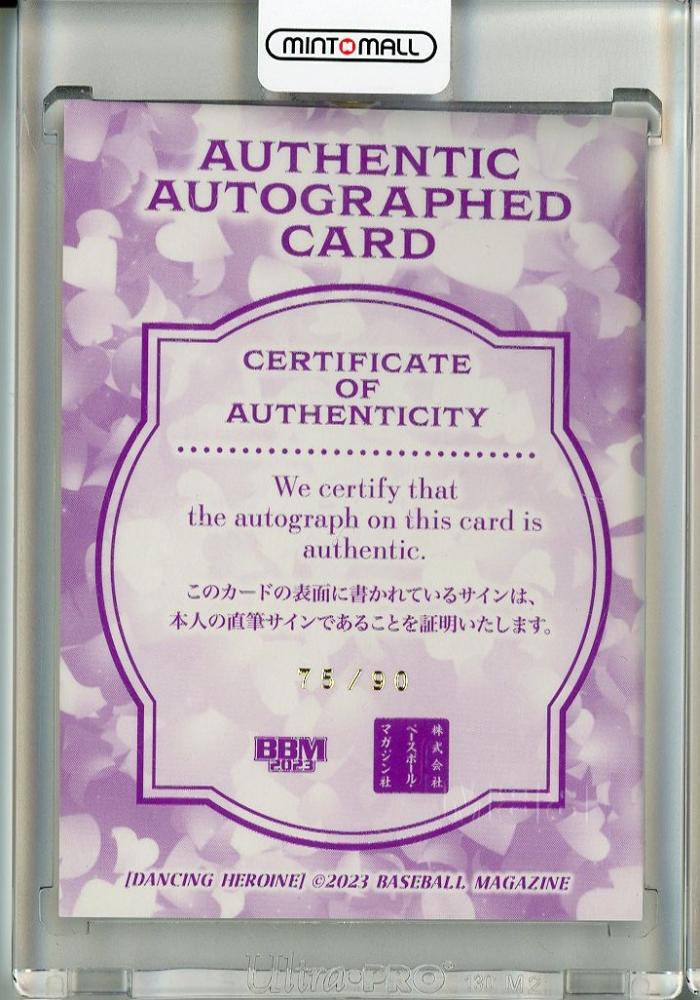 MINT MALL
AUTHENTIC
AUTOGRAPHED
CARD
CERTIFICATE
OF
AUTHENTICITY
We certify that
the autograph on this card is
authentic.
このカードの表面に書かれているサインは、
本人の直筆サインであることを証明いたします。
75/90
BBM
2023
株式会社
ベースボール・
マガジン社
[DANCING HEROINE] ©2023 BASEBALL MAGAZINE
Ultra•PRO® 130 M2